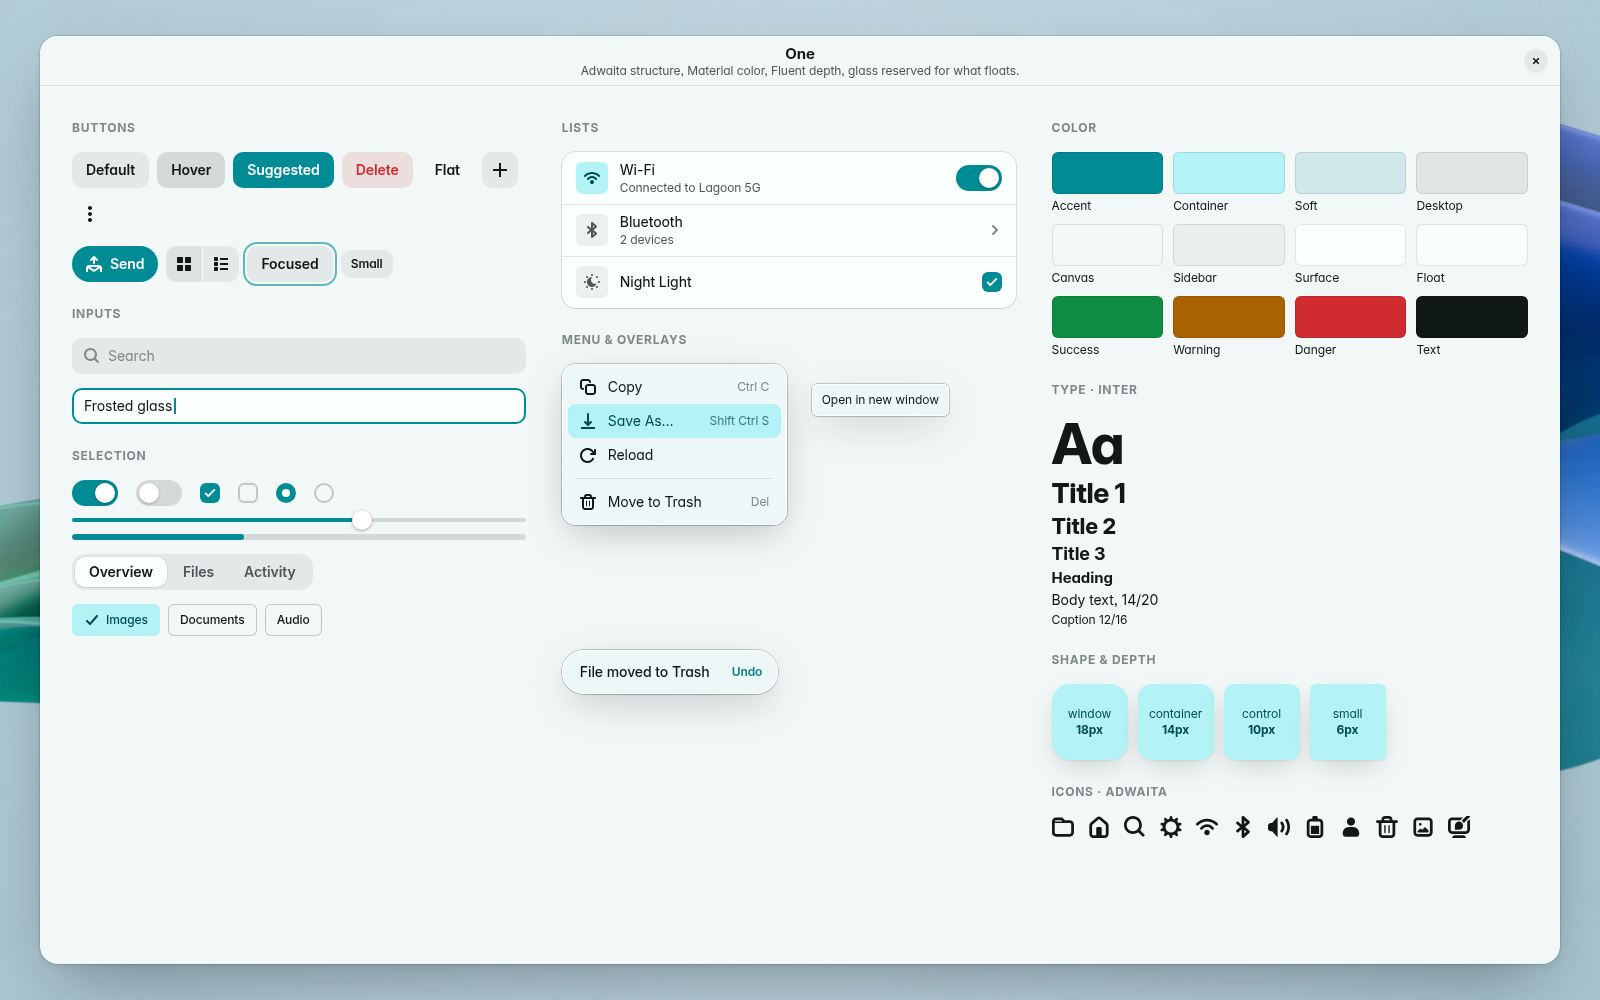 One
Adwaita structure, Material color, Fluent depth, glass reserved for what floats.
BUTTONS
Default
Hover
Suggested
Delete
Flat
Send
Focused
Small
INPUTS
Search
Frosted glass
SELECTION
Overview
Files
Activity
Images
Documents
Audio
LISTS
Wi-Fi
Connected to Lagoon 5G
Bluetooth
2 devices
Night Light
MENU & OVERLAYS
Copy Ctrl C
Save As... Shift Ctrl S
Reload
Move to Trash Del
Open in new window
File moved to Trash Undo
COLOR
Accent
Container
Soft
Desktop
Canvas
Sidebar
Surface
Float
Success
Warning
Danger
Text
TYPE · INTER
Aa
Title 1
Title 2
Title 3
Heading
Body text, 14/20
Caption 12/16
SHAPE & DEPTH
window
18px
container
14px
control
10px
small
6px
ICONS · ADWAITA